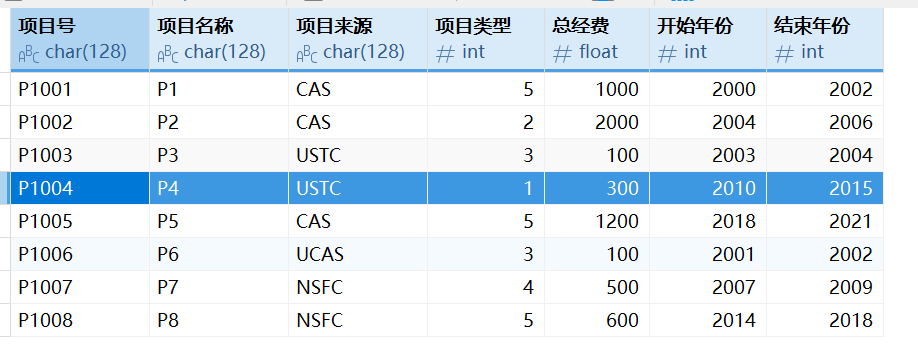 项目号 项目名称 项目来源 项目类型 总经费 开始年份 结束年份
ABC char(128) ABC char(128) ABC char(128) # int # float # int # int
P1001 P1 CAS 5 1000 2000 2002
P1002 P2 CAS 2 2000 2004 2006
P1003 P3 USTC 3 100 2003 2004
P1004 P4 USTC 1 300 2010 2015
P1005 P5 CAS 5 1200 2018 2021
P1006 P6 UCAS 3 100 2001 2002
P1007 P7 NSFC 4 500 2007 2009
P1008 P8 NSFC 5 600 2014 2018